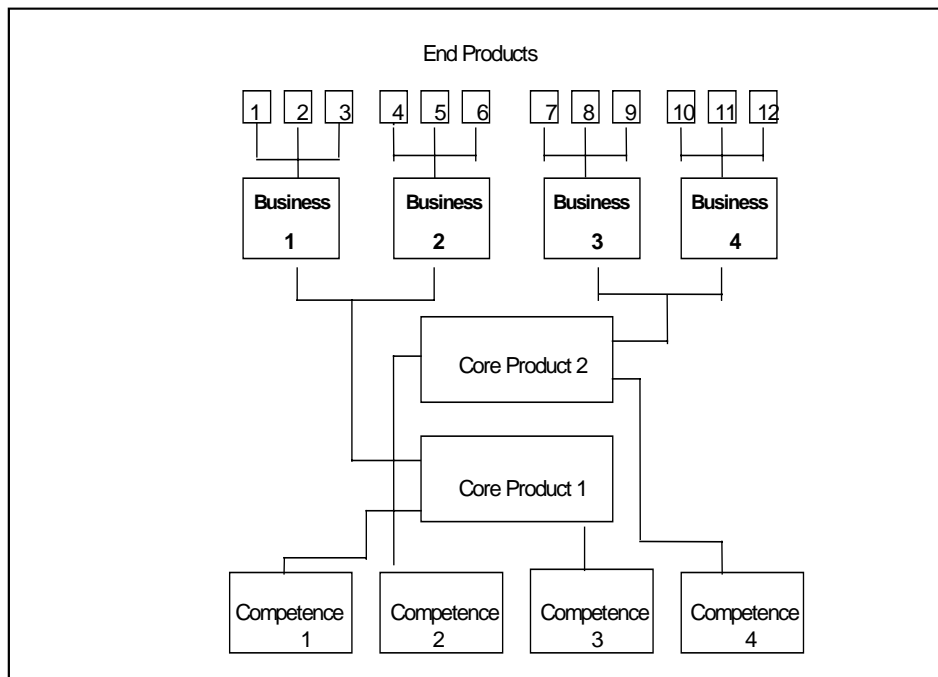 End Products
1 2 3 4 5 6 7 8 9 10 11 12
Business Business Business Business
1 2 3 4
Core Product 2
Core Product 1
Competence Competence Competence Competence
1 2 3 4